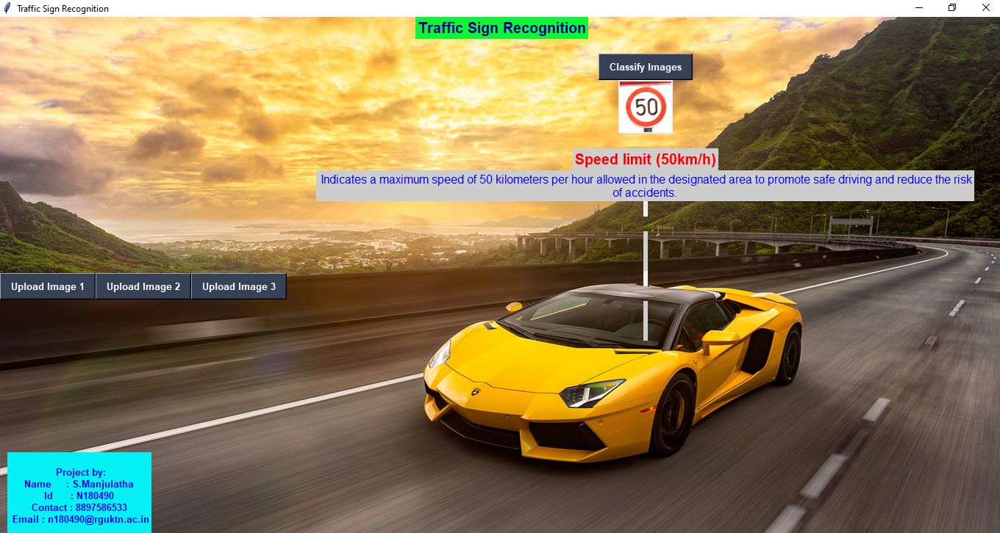 Traffic Sign Recognition
Traffic Sign Recognition
Classify Images
50
Speed limit (50km/h)
Indicates a maximum speed of 50 kilometers per hour allowed in the designated area to promote safe driving and reduce the risk
of accidents.
Upload Image 1 Upload Image 2 Upload Image 3
Project by:
Name : S.Manjulatha
Id : N180490
Contact : 8897586533
Email : n180490@rguktn.ac.in